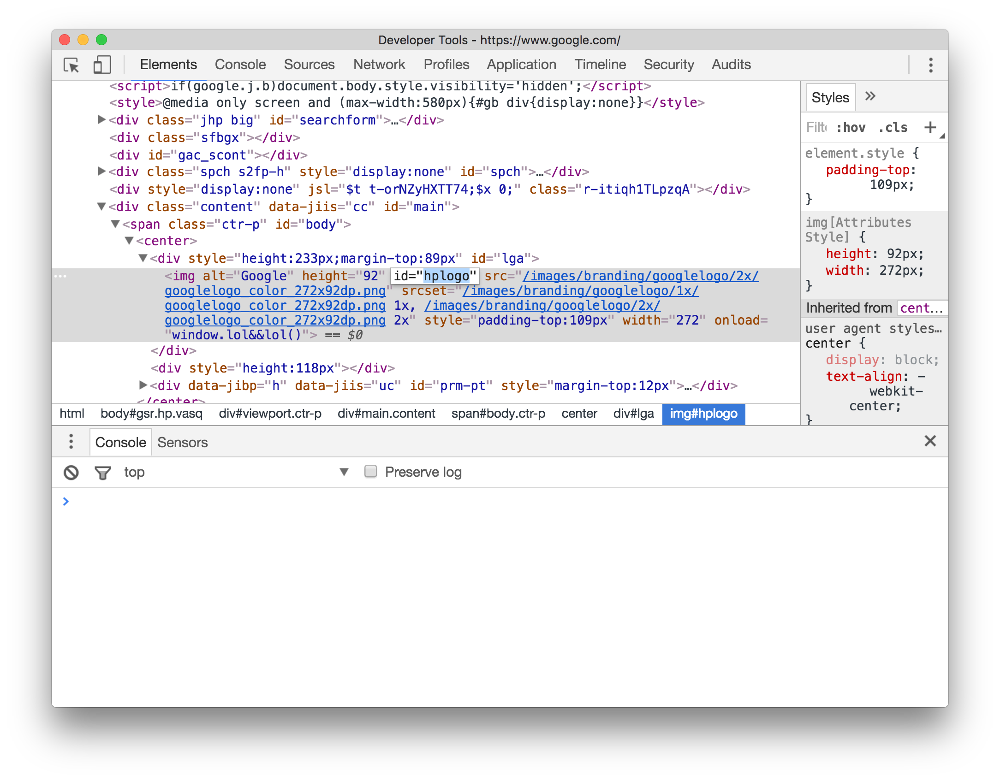 Developer Tools - https://www.google.com/
Elements Console Sources Network Profiles Application Timeline Security Audits
<script>if(google.j.b)document.body.style.visibility='hidden';</script>
<style>@media only screen and (max-width:580px){#gb div{display:none}}</style>
<div class="jhp big" id="searchform">…</div>
<div class="sfbgx"></div>
<div id="gac_scont"></div>
<div class="spch s2fp-h" style="display:none" id="spch">…</div>
<div style="display:none" jsl="$t t-orNZyHXTT74;$x 0;" class="r-itiqh1TLpzqA"></div>
<div class="content" data-jiis="cc" id="main">
<span class="ctr-p" id="body">
<center>
<div style="height:233px;margin-top:89px" id="lga">
<img alt="Google" height="92" id="hplogo" src="/images/branding/googlelogo/2x/
googlelogo_color_272x92dp.png" srcset="/images/branding/googlelogo/1x/
googlelogo_color_272x92dp.png 1x, /images/branding/googlelogo/2x/
googlelogo_color_272x92dp.png 2x" style="padding-top:109px" width="272" onload=
"window.lol&&lol()"> == $0
</div>
<div style="height:118px"></div>
<div data-jibp="h" data-jiis="uc" id="prm-pt" style="margin-top:12px">…</div>
</center>
html body#gsr.hp.vasq div#viewport.ctr-p div#main.content span#body.ctr-p center div#lga img#hplogo
Styles »
Filte :hov .cls +
element.style {
padding-top:
109px;
}
img[Attributes
Style] {
height: 92px;
width: 272px;
}
Inherited from cent…
user agent styles…
center {
display: block;
text-align: -
webkit-
center;
}
Console Sensors
top Preserve log